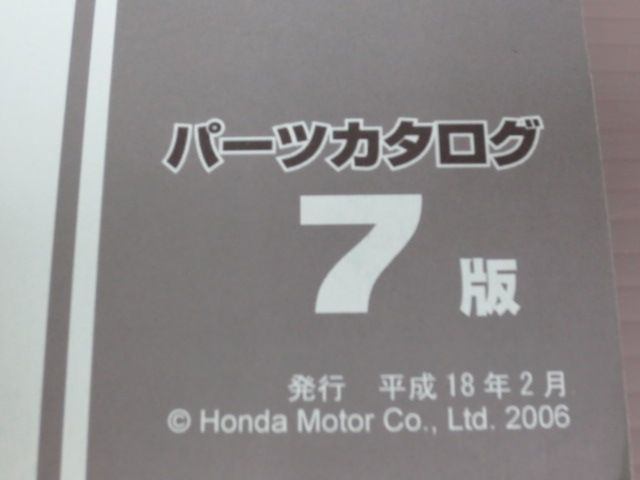 パーツカタログ
7 版
発行 平成 18 年 2 月
© Honda Motor Co., Ltd. 2006